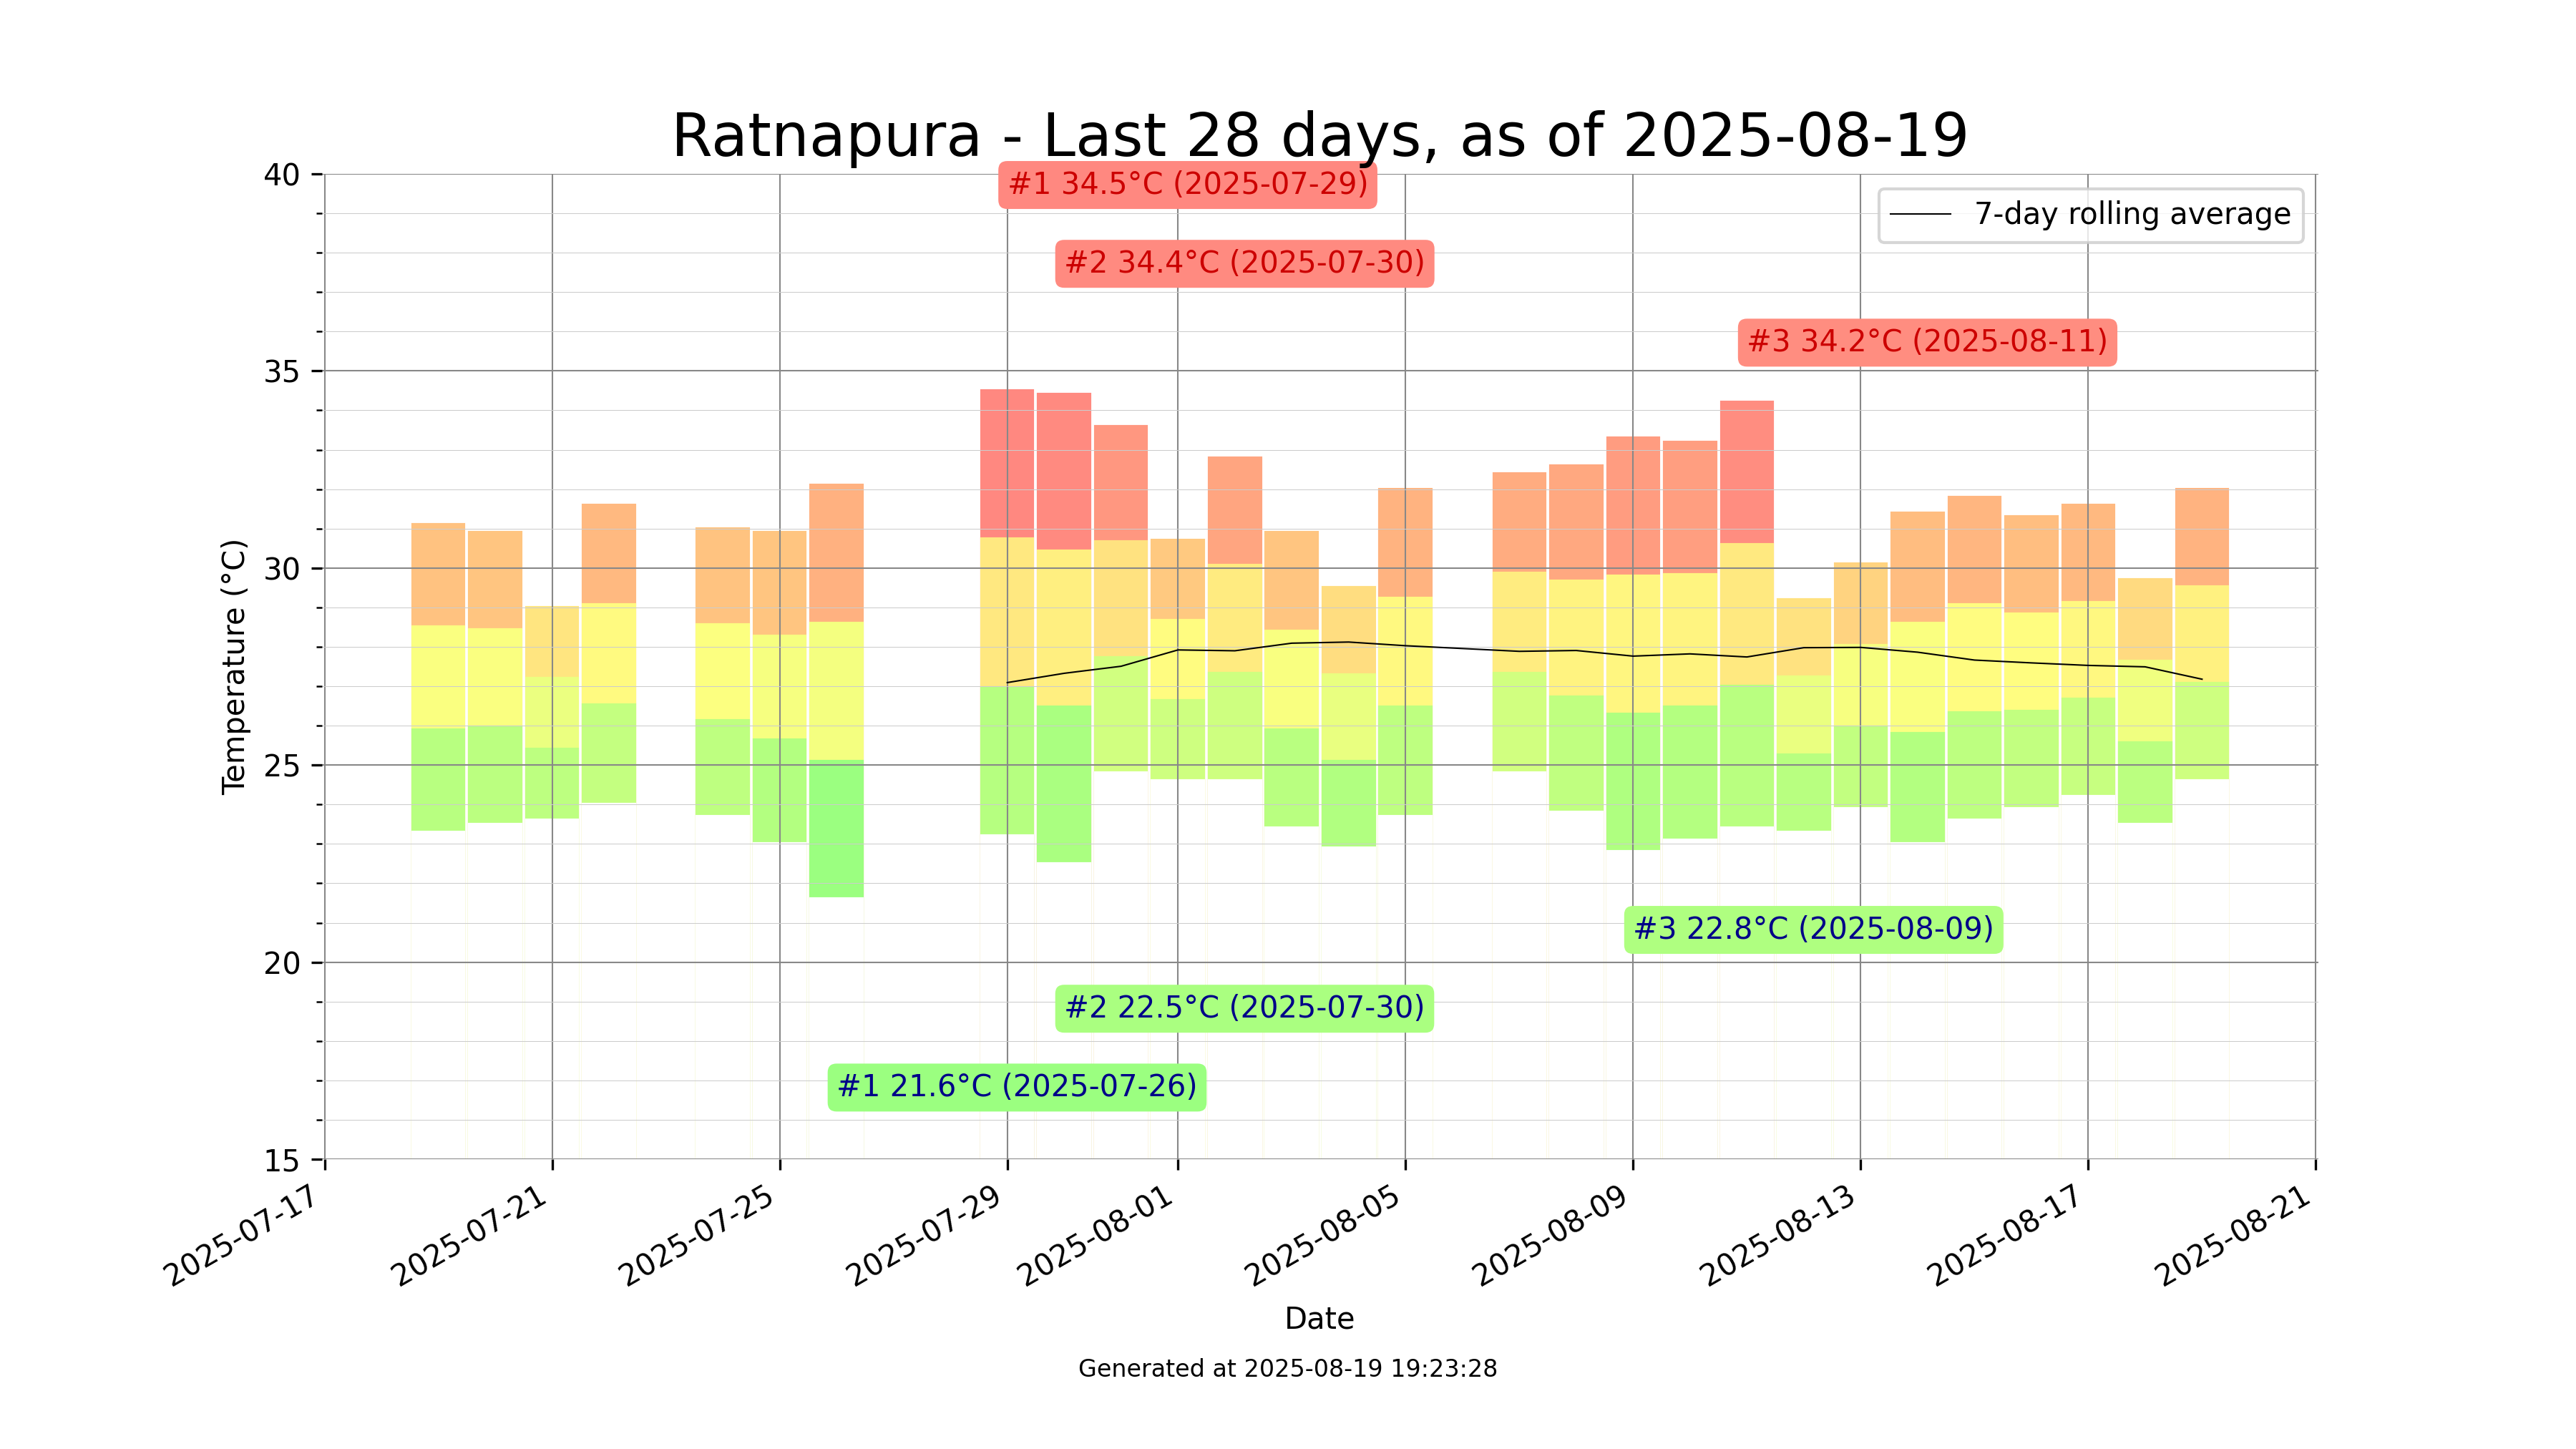 Ratnapura - Last 28 days, as of 2025-08-19
40
#1 34.5°C (2025-07-29)
7-day rolling average
#2 34.4°C (2025-07-30)
#3 34.2°C (2025-08-11)
35
30
Temperature (°C)
25
#3 22.8°C (2025-08-09)
20
#2 22.5°C (2025-07-30)
#1 21.6°C (2025-07-26)
15
2025-07-17
2025-07-21
2025-07-25
2025-07-29
2025-08-01
2025-08-05
2025-08-09
2025-08-13
2025-08-17
2025-08-21
Date
Generated at 2025-08-19 19:23:28